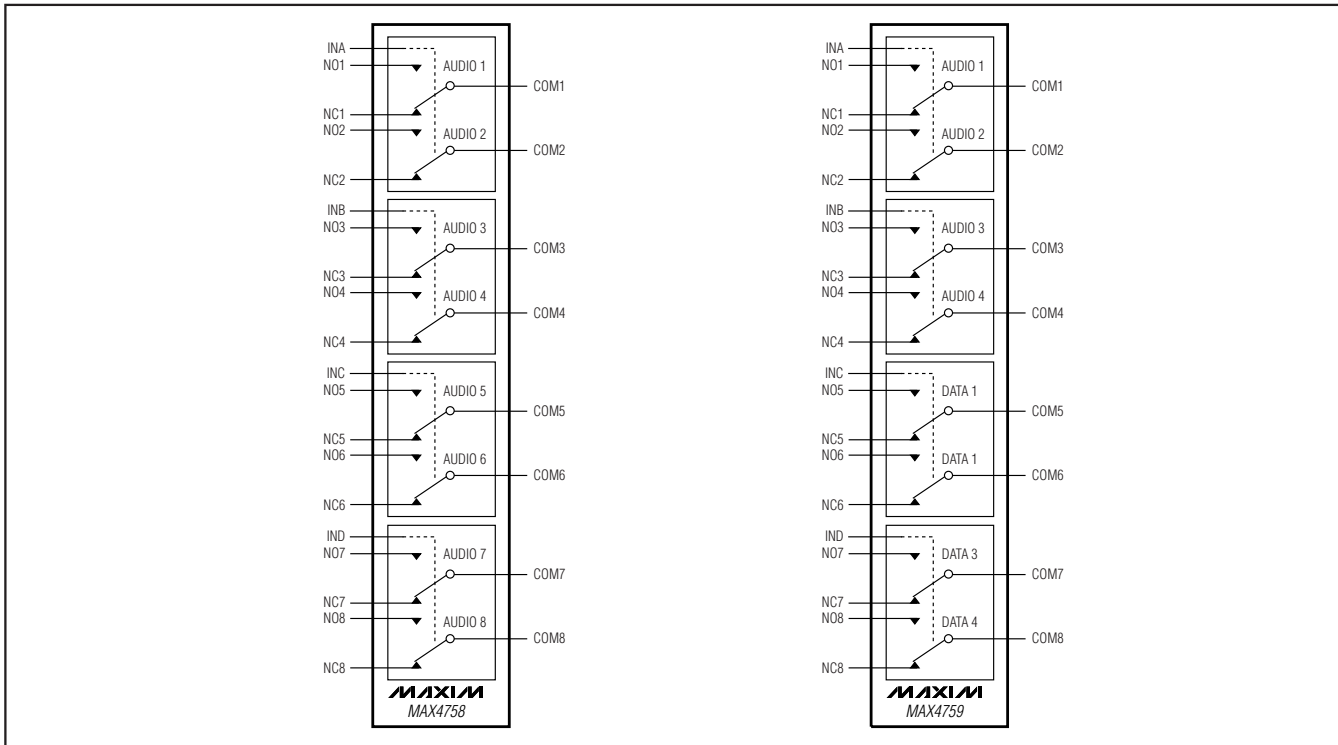 INA
NO1
AUDIO 1
COM1
NC1
NO2
AUDIO 2
COM2
NC2
INB
NO3
AUDIO 3
COM3
NC3
NO4
AUDIO 4
COM4
NC4
INC
NO5
AUDIO 5
COM5
NC5
NO6
AUDIO 6
COM6
NC6
IND
NO7
AUDIO 7
COM7
NC7
NO8
AUDIO 8
COM8
NC8
MAXIM
MAX4758
INA
NO1
AUDIO 1
COM1
NC1
NO2
AUDIO 2
COM2
NC2
INB
NO3
AUDIO 3
COM3
NC3
NO4
AUDIO 4
COM4
NC4
INC
NO5
DATA 1
COM5
NC5
NO6
DATA 1
COM6
NC6
IND
NO7
DATA 3
COM7
NC7
NO8
DATA 4
COM8
NC8
MAXIM
MAX4759